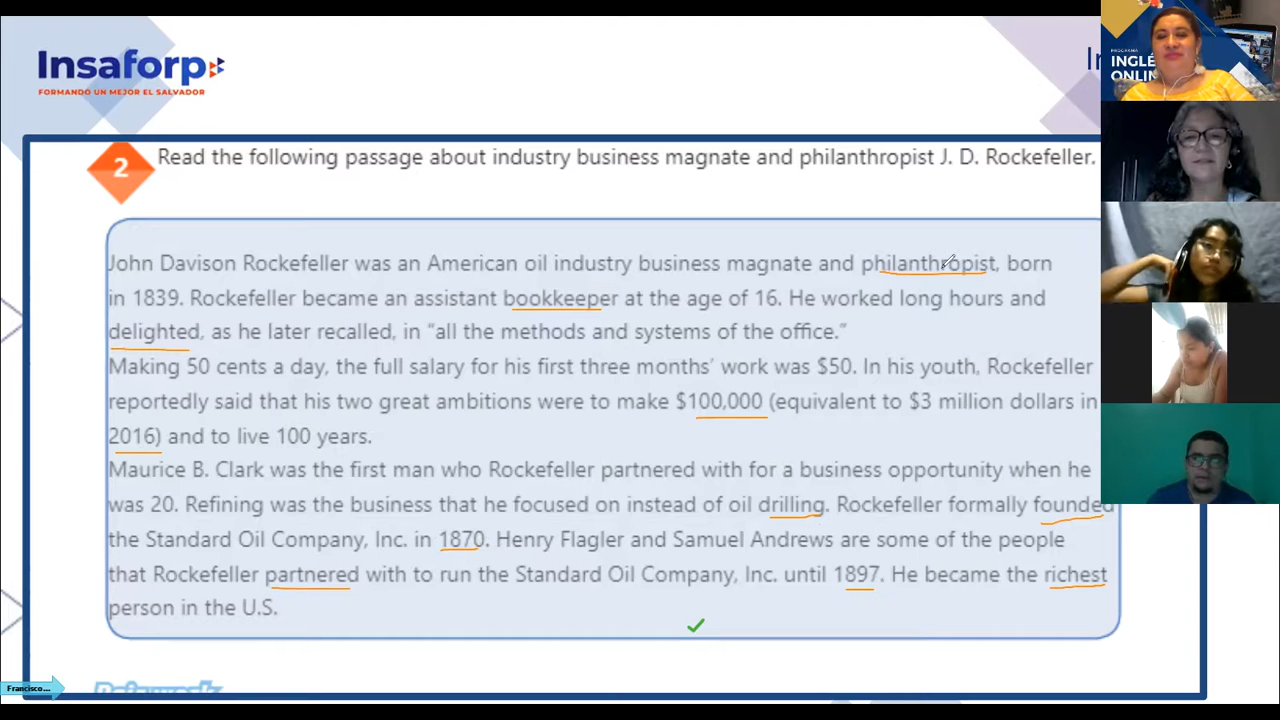 Insaforp
FORMANDO UN MEJOR EL SALVADOR
PROGRAMA
INGLÉ
ONLIN
2
Read the following passage about industry business magnate and philanthropist J. D. Rockefeller.
John Davison Rockefeller was an American oil industry business magnate and philanthropist, born
in 1839. Rockefeller became an assistant bookkeeper at the age of 16. He worked long hours and
delighted, as he later recalled, in “all the methods and systems of the office.”
Making 50 cents a day, the full salary for his first three months’ work was $50. In his youth, Rockefeller
reportedly said that his two great ambitions were to make $100,000 (equivalent to $3 million dollars in
2016) and to live 100 years.
Maurice B. Clark was the first man who Rockefeller partnered with for a business opportunity when he
was 20. Refining was the business that he focused on instead of oil drilling. Rockefeller formally founded
the Standard Oil Company, Inc. in 1870. Henry Flagler and Samuel Andrews are some of the people
that Rockefeller partnered with to run the Standard Oil Company, Inc. until 1897. He became the richest
person in the U.S.
Francisco...